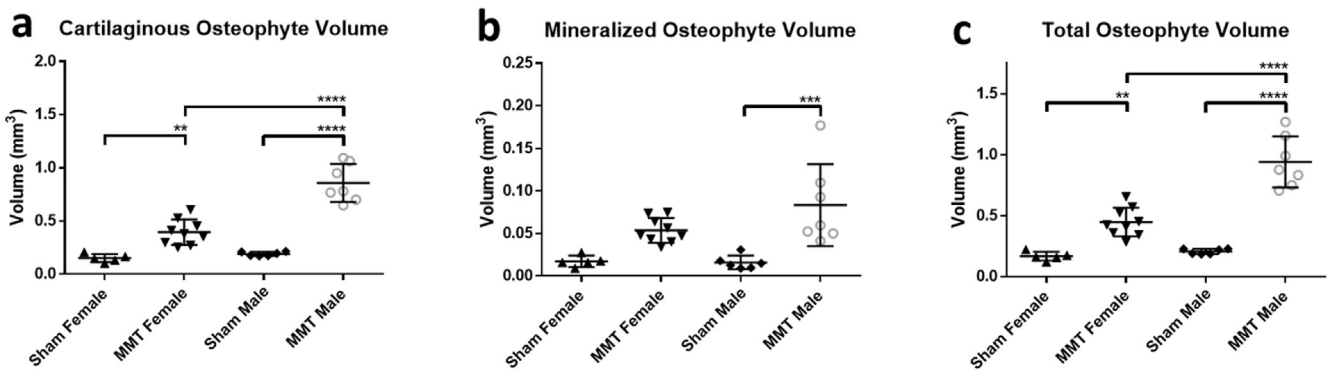 a
Cartilaginous Osteophyte Volume
Volume (mm³)
2.0
1.5
1.0
0.5
0.0
**
****
****
Sham Female
MMT Female
Sham Male
MMT Male
b
Mineralized Osteophyte Volume
Volume (mm³)
0.25
0.20
0.15
0.10
0.05
0.00
***
Sham Female
MMT Female
Sham Male
MMT Male
c
Total Osteophyte Volume
Volume (mm³)
1.5
1.0
0.5
0.0
****
**
****
Sham Female
MMT Female
Sham Male
MMT Male